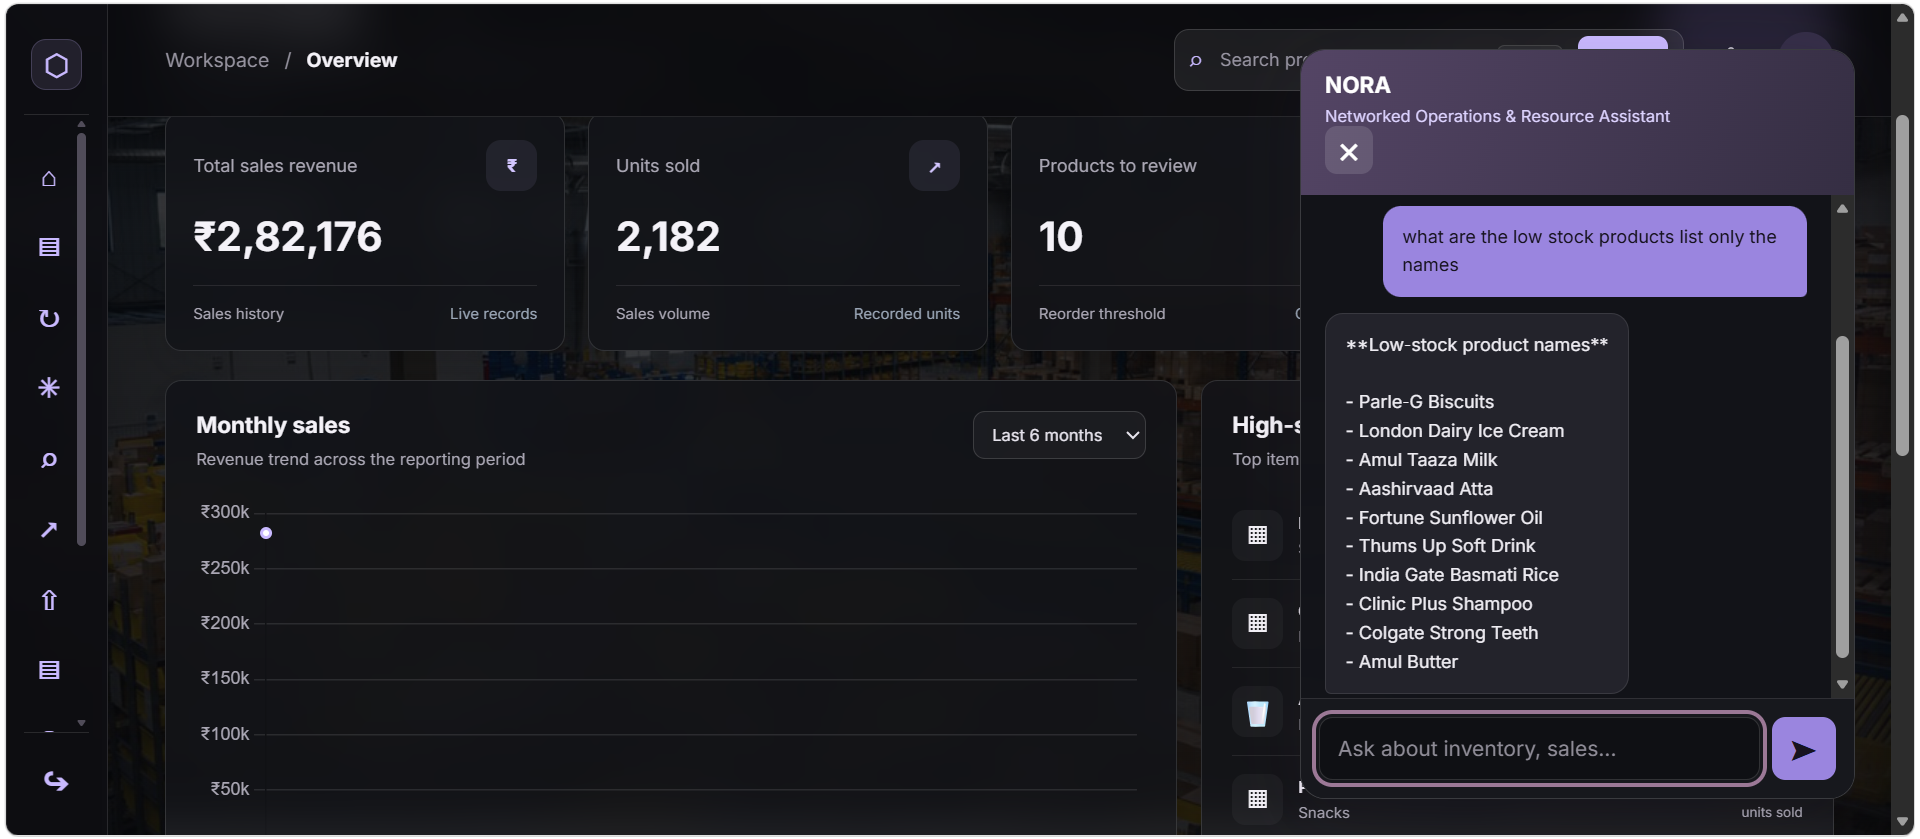 Workspace / Overview
Search
Total sales revenue
₹
₹2,82,176
Sales history
Live records
Units sold
2,182
Sales volume
Recorded units
Products to review
10
Reorder threshold
Monthly sales
Revenue trend across the reporting period
Last 6 months
₹300k
₹250k
₹200k
₹150k
₹100k
₹50k
Top
Snacks
units sold
NORA
Networked Operations & Resource Assistant
what are the low stock products list only the
names
**Low-stock product names**
- Parle-G Biscuits
- London Dairy Ice Cream
- Amul Taaza Milk
- Aashirvaad Atta
- Fortune Sunflower Oil
- Thums Up Soft Drink
- India Gate Basmati Rice
- Clinic Plus Shampoo
- Colgate Strong Teeth
- Amul Butter
Ask about inventory, sales...